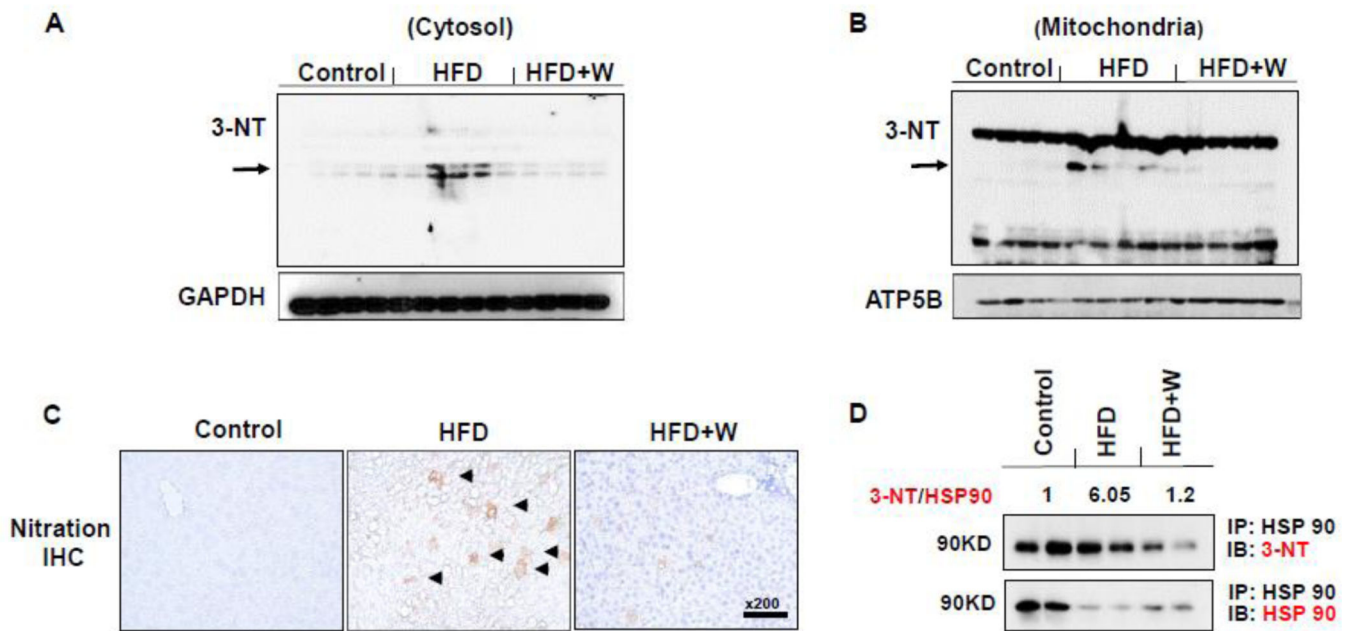 A
(Cytosol)
Control HFD HFD+W
3-NT
GAPDH
B
(Mitochondria)
Control HFD HFD+W
3-NT
ATP5B
C
Control HFD HFD+W
Nitration
IHC
x200
D
Control HFD HFD+W
3-NT/HSP90 1 6.05 1.2
90KD
IP: HSP 90
IB: 3-NT
90KD
IP: HSP 90
IB: HSP 90